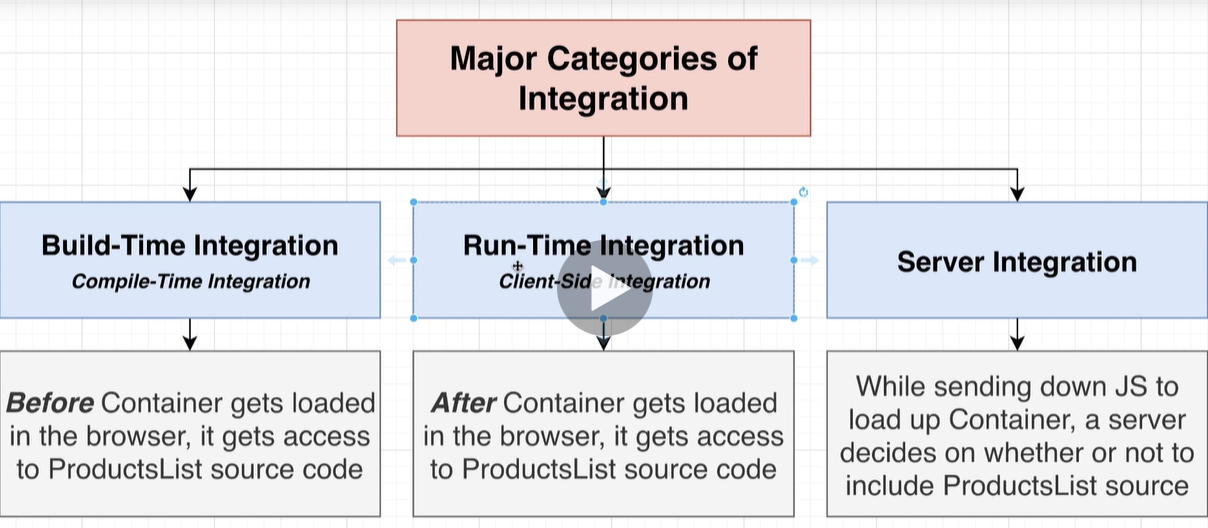 Major Categories of
Integration
Build-Time Integration
Compile-Time Integration
Run-Time Integration
Client-Side Integration
Server Integration
Before Container gets loaded
in the browser, it gets access
to ProductsList source code
After Container gets loaded
in the browser, it gets access
to ProductsList source code
While sending down JS to
load up Container, a server
decides on whether or not to
include ProductsList source